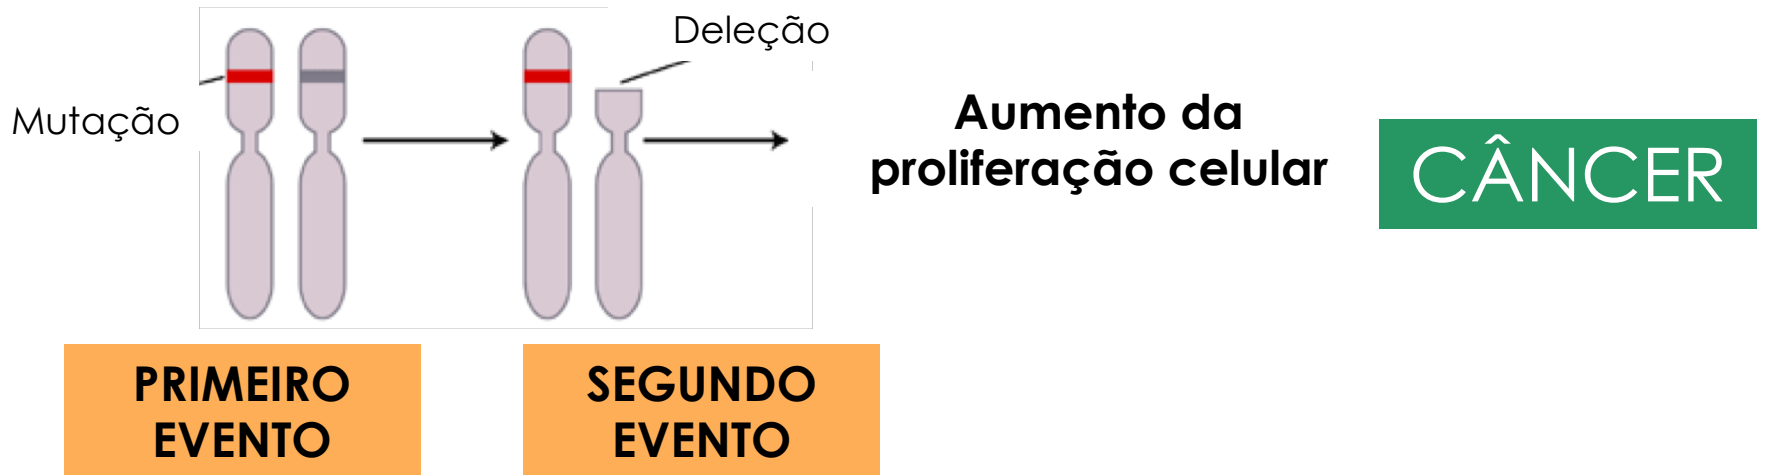 Deleção
Mutação
Aumento da
proliferação celular
CÂNCER
PRIMEIRO
EVENTO
SEGUNDO
EVENTO